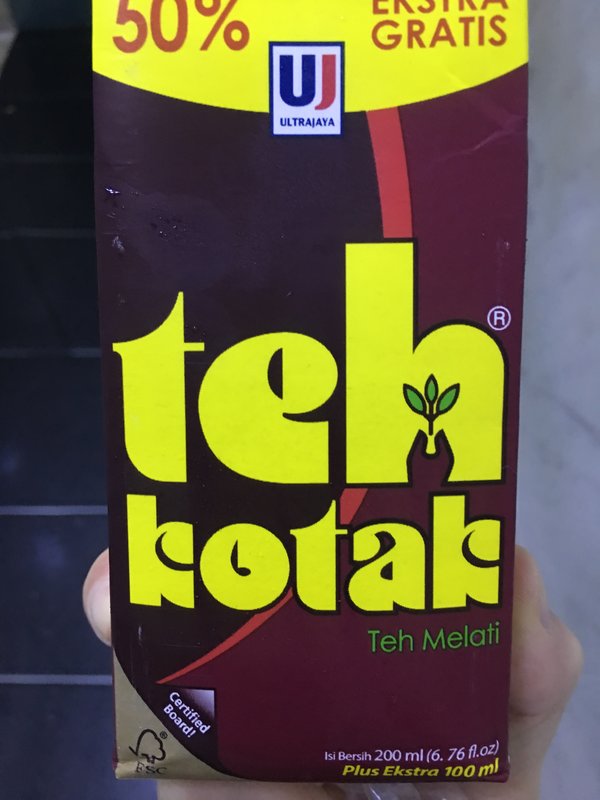 50% EKSTRA
GRATIS
UJ
ULTRAJAYA
teh®
kotak
Teh Melati
Certified
Board!
FSC®
Isi Bersih 200 ml (6. 76 fl.oz)
Plus Ekstra 100 ml